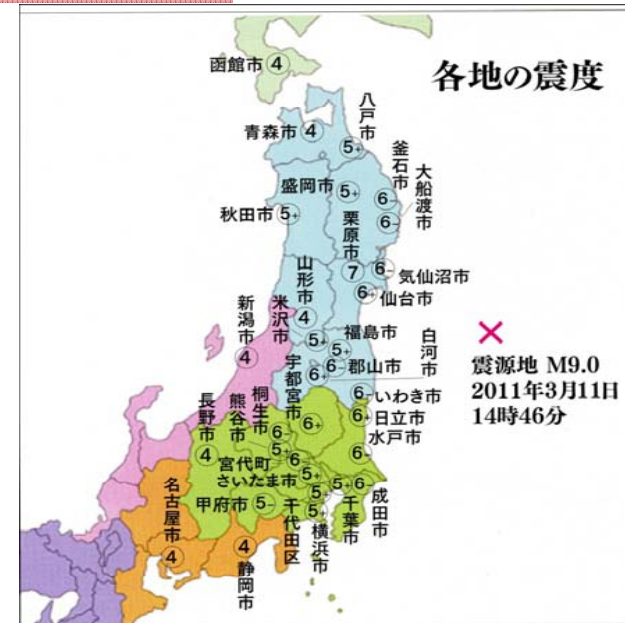 各地の震度
函館市 4
青森市 4
八戸市
5+
盛岡市 5+
釜石市
6-
大船渡市
6-
秋田市 5+
栗原市
7
6- 気仙沼市
6+ 仙台市
山形市
4
米沢市
5+
新潟市
4
福島市
5+
6- 郡山市
白河市
6+
宇都宮市
6+
6- いわき市
6+ 日立市
水戸市
6-
桐生市
6-
熊谷市
5+
長野市
4
宮代町
6-
さいたま市 5+
甲府市 5-
千代田区
5+
横浜市
5+
千葉市
5+
成田市
6-
名古屋市
4
4
静岡市
震源地 M9.0
2011年3月11日
14時46分